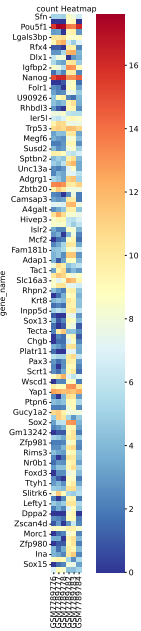 count Heatmap
Sfn
Pou5f1
Lgals3bp
Rfx4
Dlx1
Igfbp2
Nanog
Folr1
U90926
Rhbdl3
Ier5l
Trp53
Megf6
Susd2
Sptbn2
Unc13a
Adgrg1
Zbtb20
Camsap3
A4galt
Hivep3
Islr2
Mcf2
Fam181b
Adap1
Tac1
Slc16a3
Rhpn2
Krt8
Inpp5d
Sox13
Tecta
Chgb
Platr11
Pax3
Scrt1
Wscd1
Yap1
Ptpn6
Gucy1a2
Sox2
Gm13242
Zfp981
Rims3
Nr0b1
Foxd3
Ttyh1
Slitrk6
Lefty1
Dppa2
Zscan4d
Morc1
Zfp980
Ina
Sox15
gene_name
16
14
12
10
8
6
4
2
0
GSM7789776
GSM7789777
GSM7789784